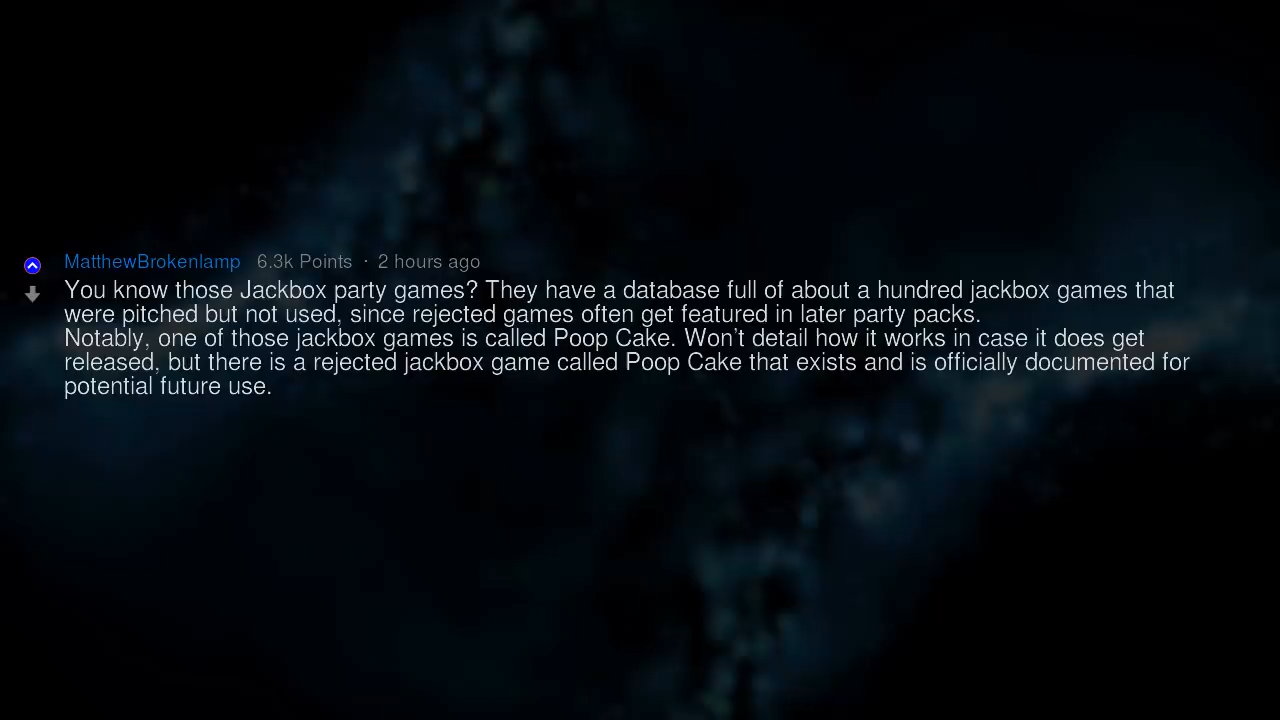 MatthewBrokenlamp 6.3k Points · 2 hours ago
You know those Jackbox party games? They have a database full of about a hundred jackbox games that
were pitched but not used, since rejected games often get featured in later party packs.
Notably, one of those jackbox games is called Poop Cake. Won't detail how it works in case it does get
released, but there is a rejected jackbox game called Poop Cake that exists and is officially documented for
potential future use.